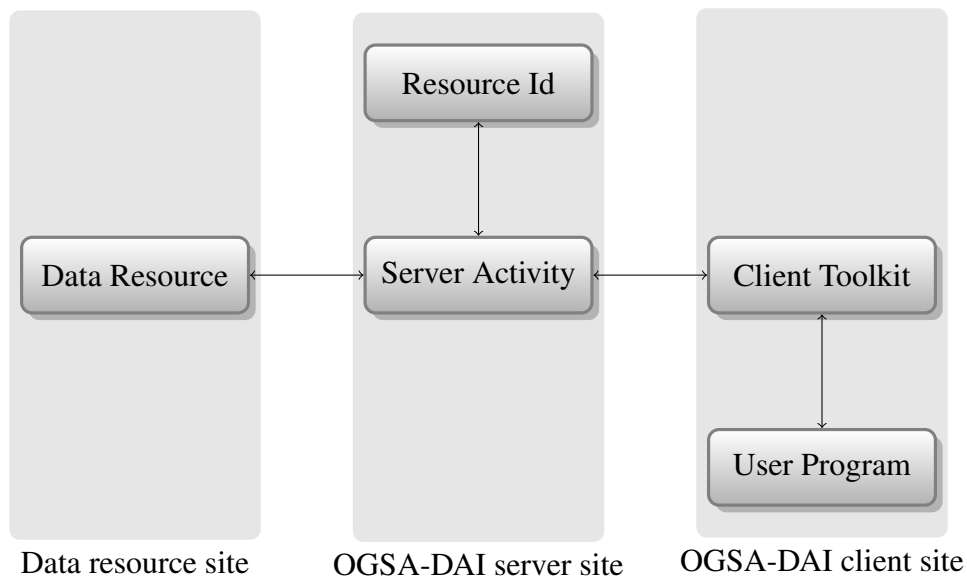 Resource Id
Data Resource
Server Activity
Client Toolkit
User Program
Data resource site
OGSA-DAI server site
OGSA-DAI client site